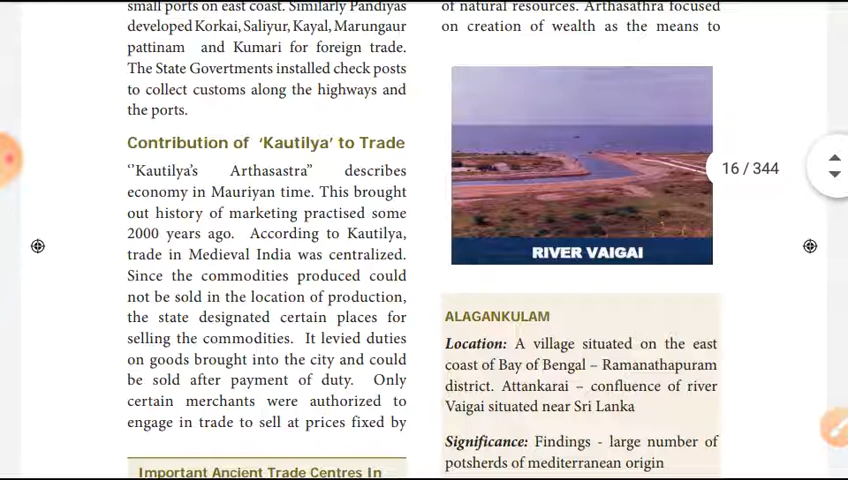 small ports on east coast. Similarly Pandiyas
developed Korkai, Saliyur, Kayal, Marungaur
pattinam and Kumari for foreign trade.
The State Govertments installed check posts
to collect customs along the highways and
the ports.
Contribution of 'Kautilya' to Trade
‘’Kautilya's Arthasastra” describes
economy in Mauriyan time. This brought
out history of marketing practised some
2000 years ago. According to Kautilya,
trade in Medieval India was centralized.
Since the commodities produced could
not be sold in the location of production,
the state designated certain places for
selling the commodities. It levied duties
on goods brought into the city and could
be sold after payment of duty. Only
certain merchants were authorized to
engage in trade to sell at prices fixed by
Important Ancient Trade Centres In
of natural resources. Arthasathra focused
on creation of wealth as the means to
RIVER VAIGAI
16 / 344
ALAGANKULAM
Location: A village situated on the east
coast of Bay of Bengal – Ramanathapuram
district. Attankarai – confluence of river
Vaigai situated near Sri Lanka
Significance: Findings - large number of
potsherds of mediterranean origin